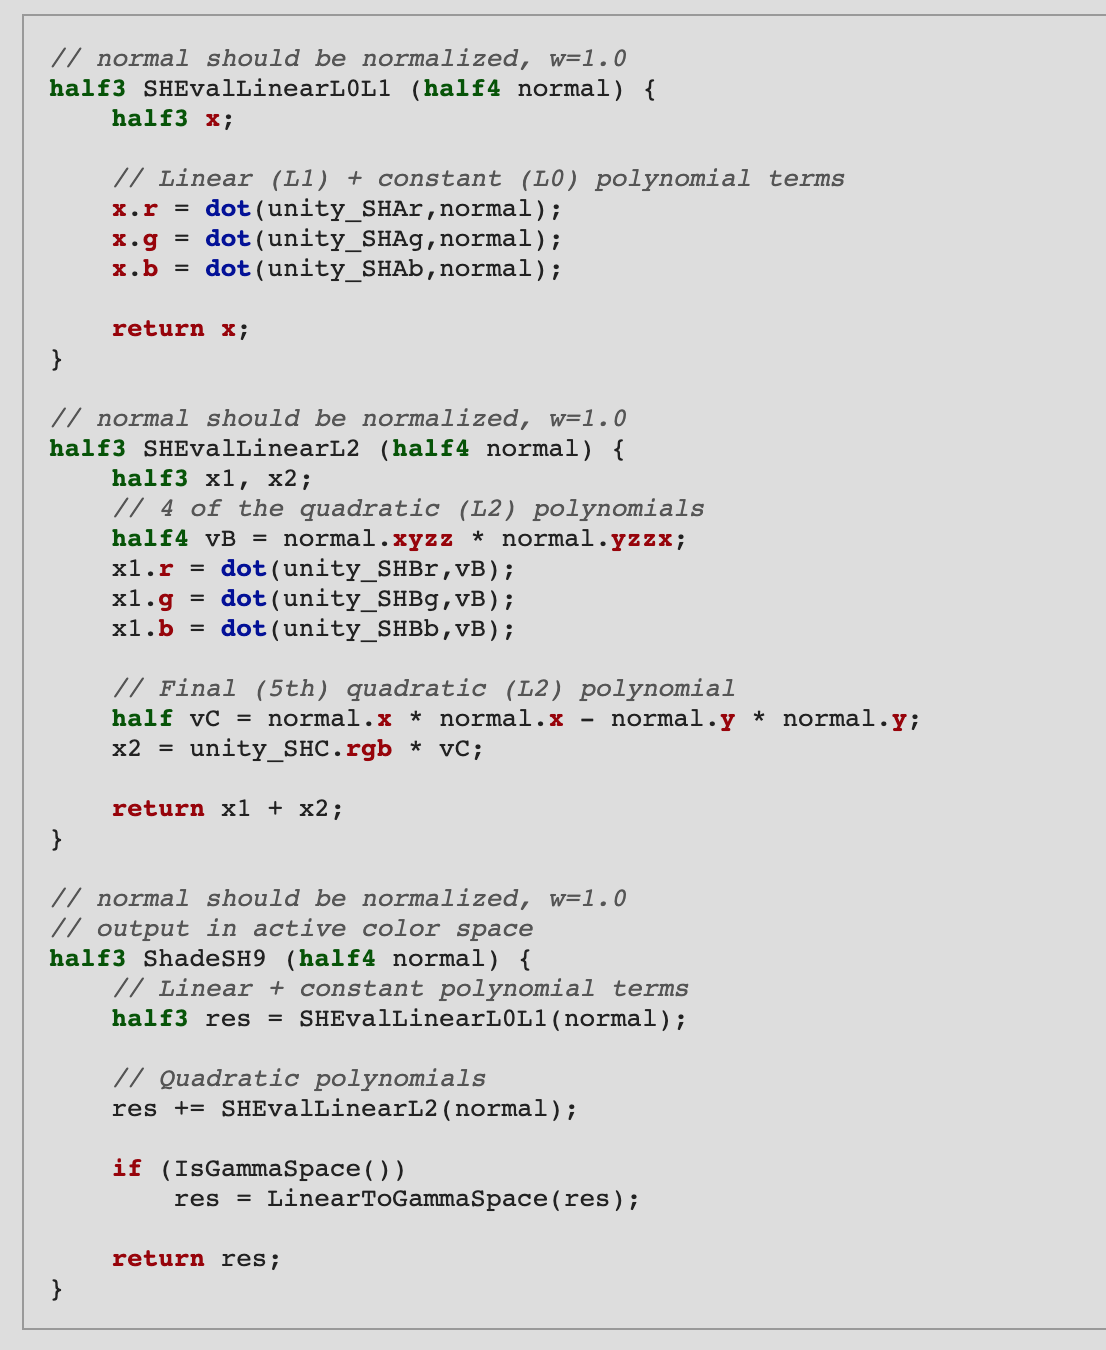 // normal should be normalized, w=1.0
half3 SHEvalLinearL0L1 (half4 normal) {
    half3 x;

    // Linear (L1) + constant (L0) polynomial terms
    x.r = dot(unity_SHAr,normal);
    x.g = dot(unity_SHAg,normal);
    x.b = dot(unity_SHAb,normal);

    return x;
}

// normal should be normalized, w=1.0
half3 SHEvalLinearL2 (half4 normal) {
    half3 x1, x2;
    // 4 of the quadratic (L2) polynomials
    half4 vB = normal.xyzz * normal.yzzx;
    x1.r = dot(unity_SHBr,vB);
    x1.g = dot(unity_SHBg,vB);
    x1.b = dot(unity_SHBb,vB);

    // Final (5th) quadratic (L2) polynomial
    half vC = normal.x * normal.x - normal.y * normal.y;
    x2 = unity_SHC.rgb * vC;

    return x1 + x2;
}

// normal should be normalized, w=1.0
// output in active color space
half3 ShadeSH9 (half4 normal) {
    // Linear + constant polynomial terms
    half3 res = SHEvalLinearL0L1(normal);

    // Quadratic polynomials
    res += SHEvalLinearL2(normal);

    if (IsGammaSpace())
        res = LinearToGammaSpace(res);

    return res;
}